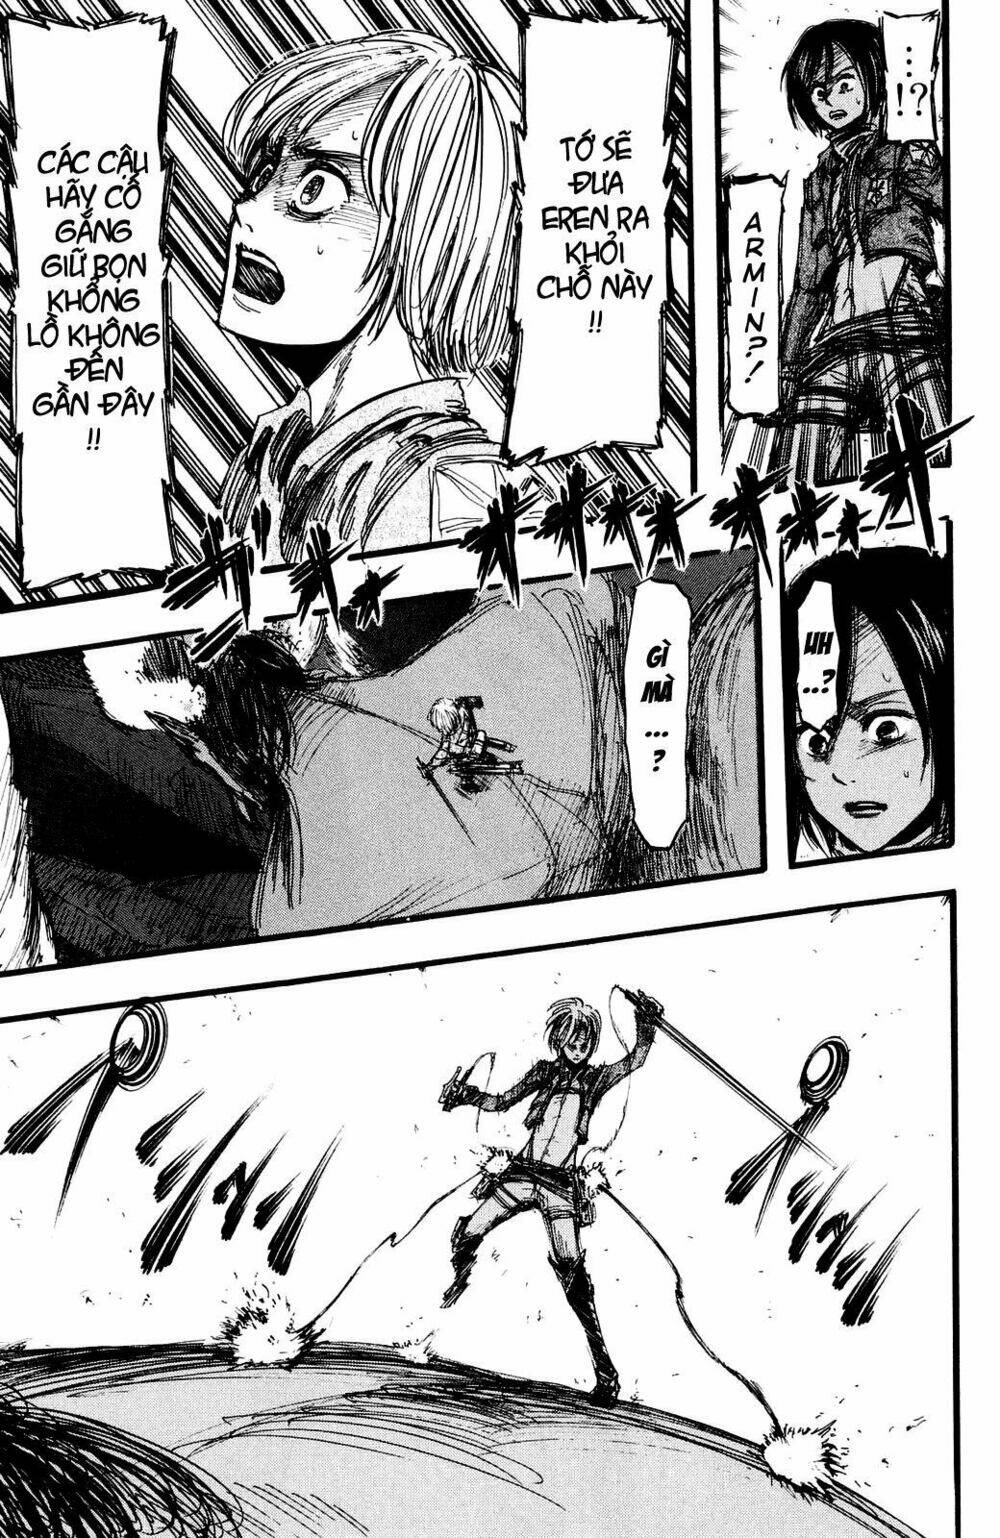 ...
!?
ARMIN?!
TỚ SẼ
ĐƯA
EREN RA
KHỎI
CHỖ NÀY
!!
CÁC CẬU
HÃY CỐ
GẮNG
GIỮ BỌN
KHỔNG
LỒ KHÔNG
ĐẾN
GẦN ĐÂY
!!
UH
...?
GÌ
MÀ
...
?